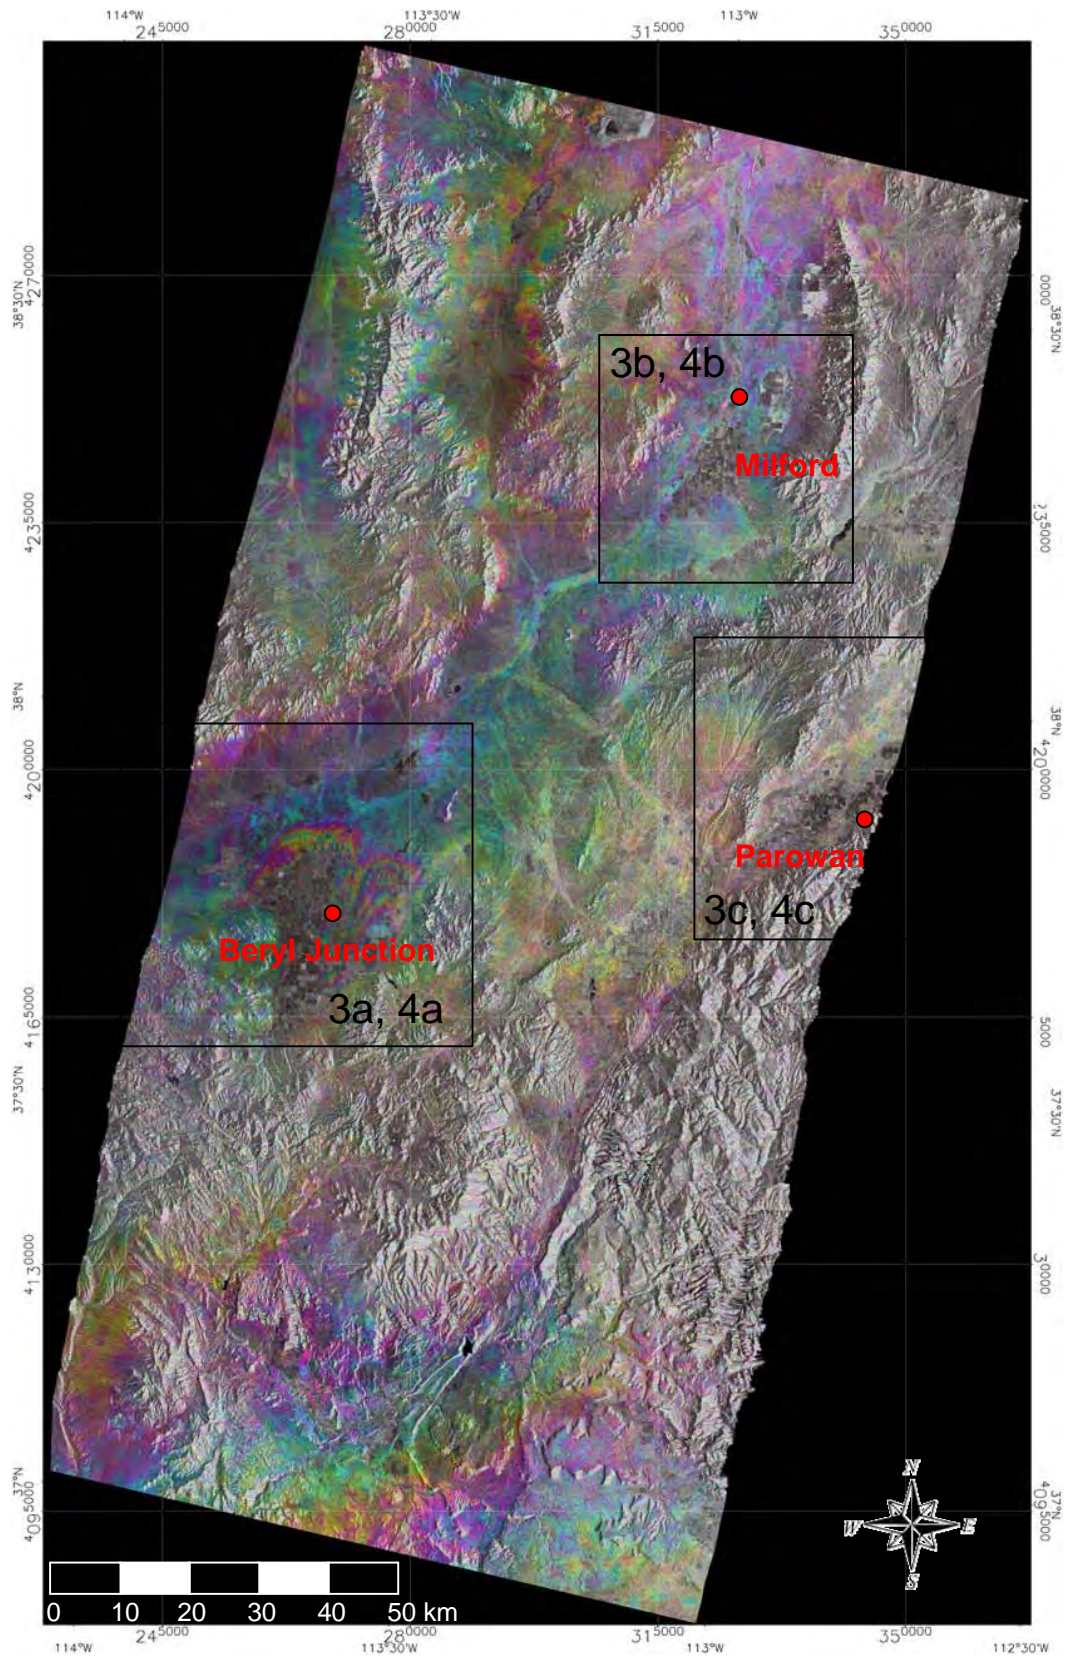 114°W 113°30'W 113°W
245000 280000 315000 350000
38°30'N 4270000
0000 38°30'N
3b, 4b
Milford
4235000
35000
38°N
38°N
4200000
4200000
Parowan
3c, 4c
Beryl Junction
3a, 4a
4165000
5000
37°30'N
37°30'N
4130000
30000
N
W E
S
37°N
4095000
37°N
4095000
0 10 20 30 40 50 km
245000 280000 315000 350000
114°W 113°30'W 113°W 112°30'W